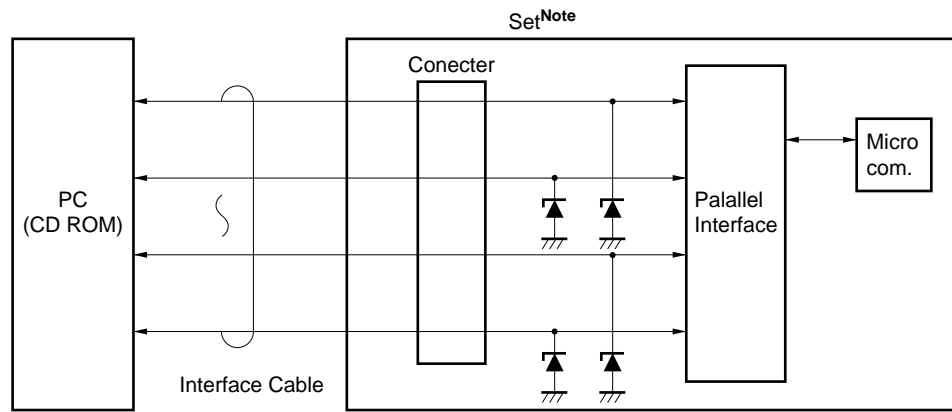 Set Note
Conecter
PC
(CD ROM)
Micro
com.
Palallel
Interface
Interface Cable